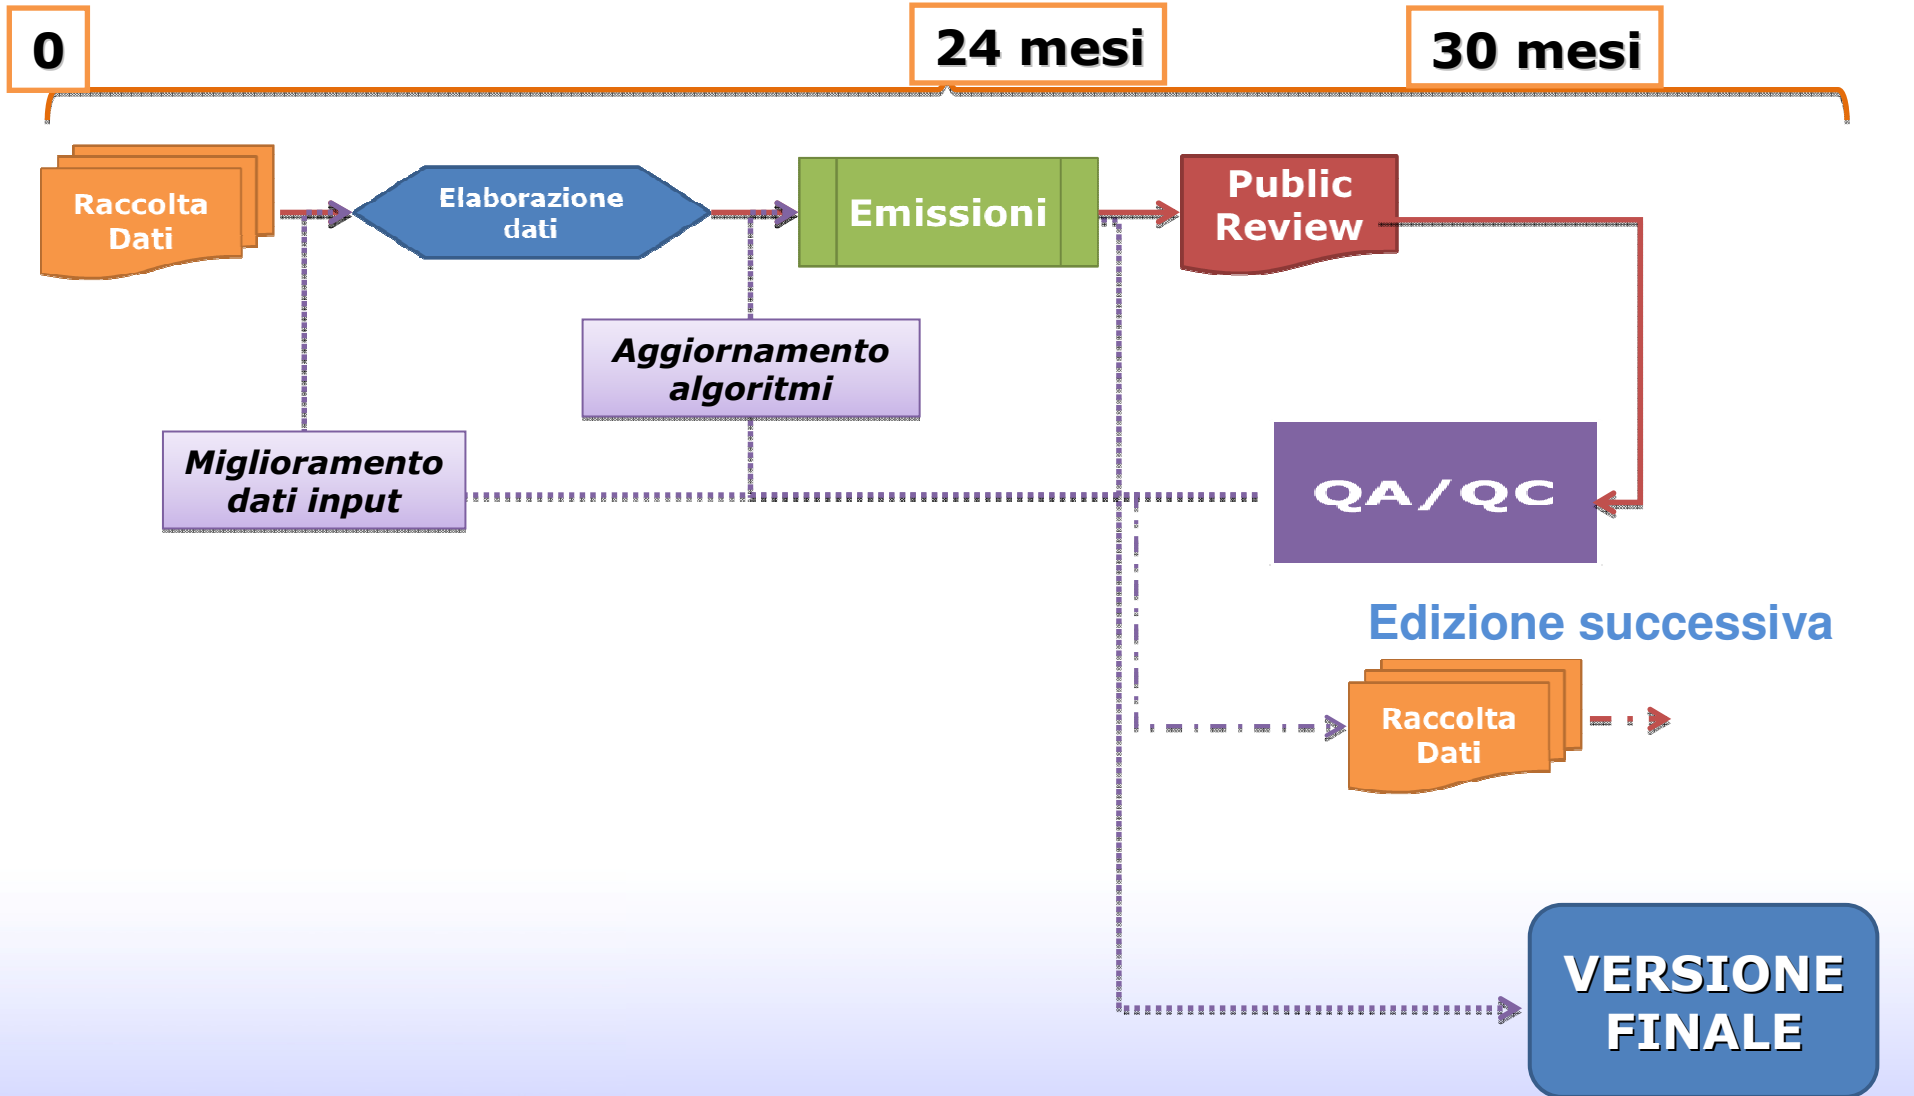 0
24 mesi
30 mesi
Raccolta
Dati
Elaborazione
dati
Emissioni
Public
Review
Aggiornamento
algoritmi
Miglioramento
dati input
QA/QC
Edizione successiva
Raccolta
Dati
VERSIONE
FINALE